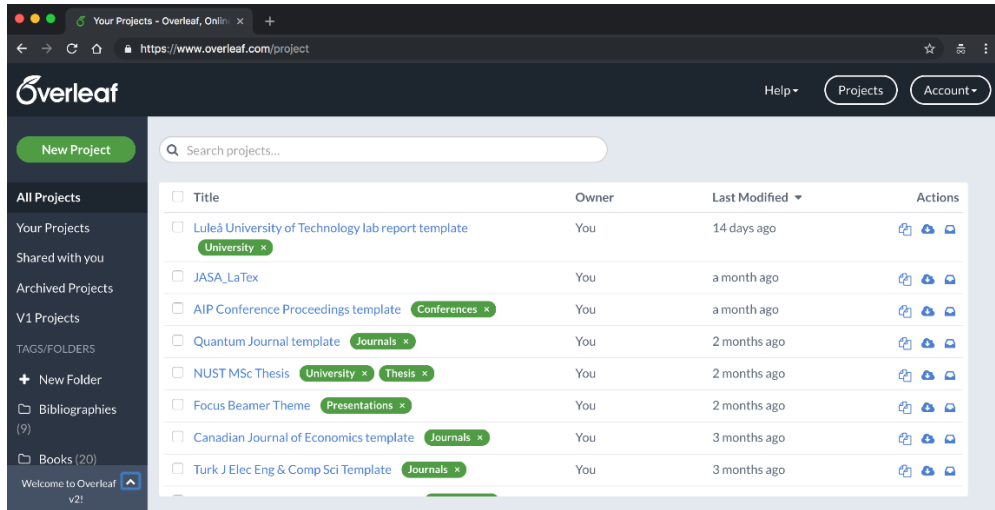 Your Projects - Overleaf, Onlin
https://www.overleaf.com/project
Overleaf
Help
Projects
Account
New Project
Search projects...
All Projects
Your Projects
Shared with you
Archived Projects
V1 Projects
TAGS/FOLDERS
New Folder
Bibliographies
(9)
Books (20)
Welcome to Overleaf
v2!
Title Owner Last Modified Actions
Luleå University of Technology lab report template You 14 days ago
University ×
JASA_LaTex You a month ago
AIP Conference Proceedings template Conferences × You a month ago
Quantum Journal template Journals × You 2 months ago
NUST MSc Thesis University × Thesis × You 2 months ago
Focus Beamer Theme Presentations × You 2 months ago
Canadian Journal of Economics template Journals × You 3 months ago
Turk J Elec Eng & Comp Sci Template Journals × You 3 months ago